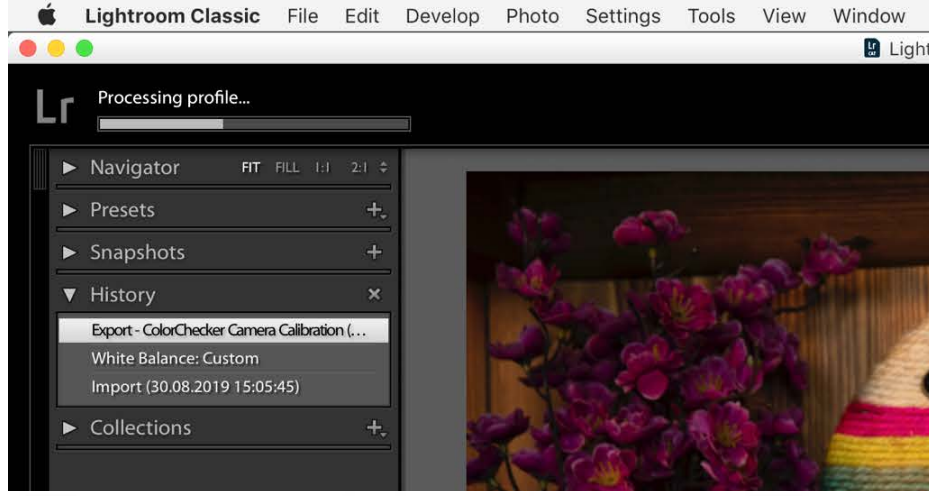 Lightroom Classic File Edit Develop Photo Settings Tools View Window
Lr
cat
Light
Lr
Processing profile...
Navigator FIT FILL 1:1 2:1
Presets
Snapshots
History
Export - ColorChecker Camera Calibration (...
White Balance: Custom
Import (30.08.2019 15:05:45)
Collections